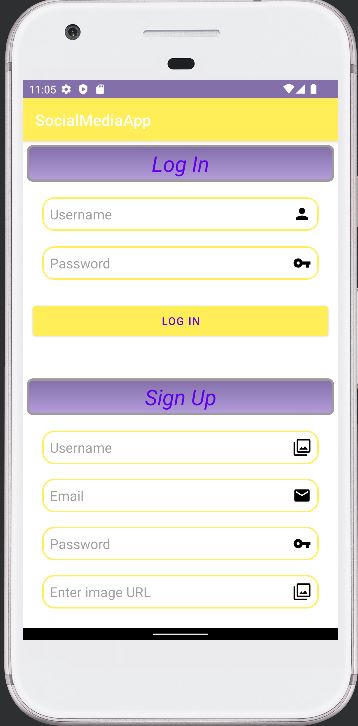 11:05
SocialMediaApp
Log In
Username
Password
LOG IN
Sign Up
Username
Email
Password
Enter image URL